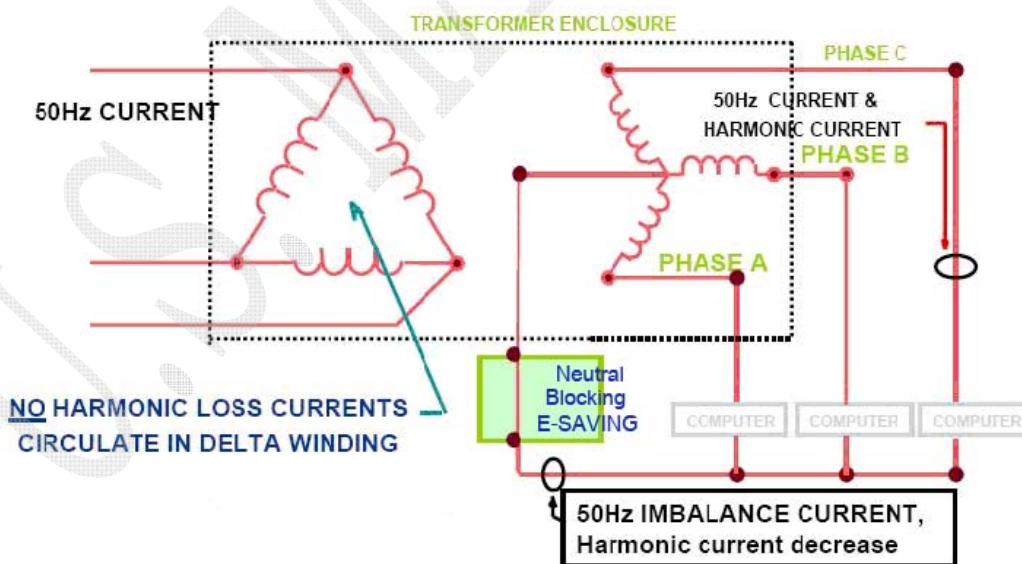 TRANSFORMER ENCLOSURE
PHASE C
50Hz CURRENT
50Hz CURRENT &
HARMONIC CURRENT
PHASE B
PHASE A
Neutral
Blocking
E-SAVING
NO HARMONIC LOSS CURRENTS
CIRCULATE IN DELTA WINDING
COMPUTER
COMPUTER
COMPUTER
50Hz IMBALANCE CURRENT,
Harmonic current decrease